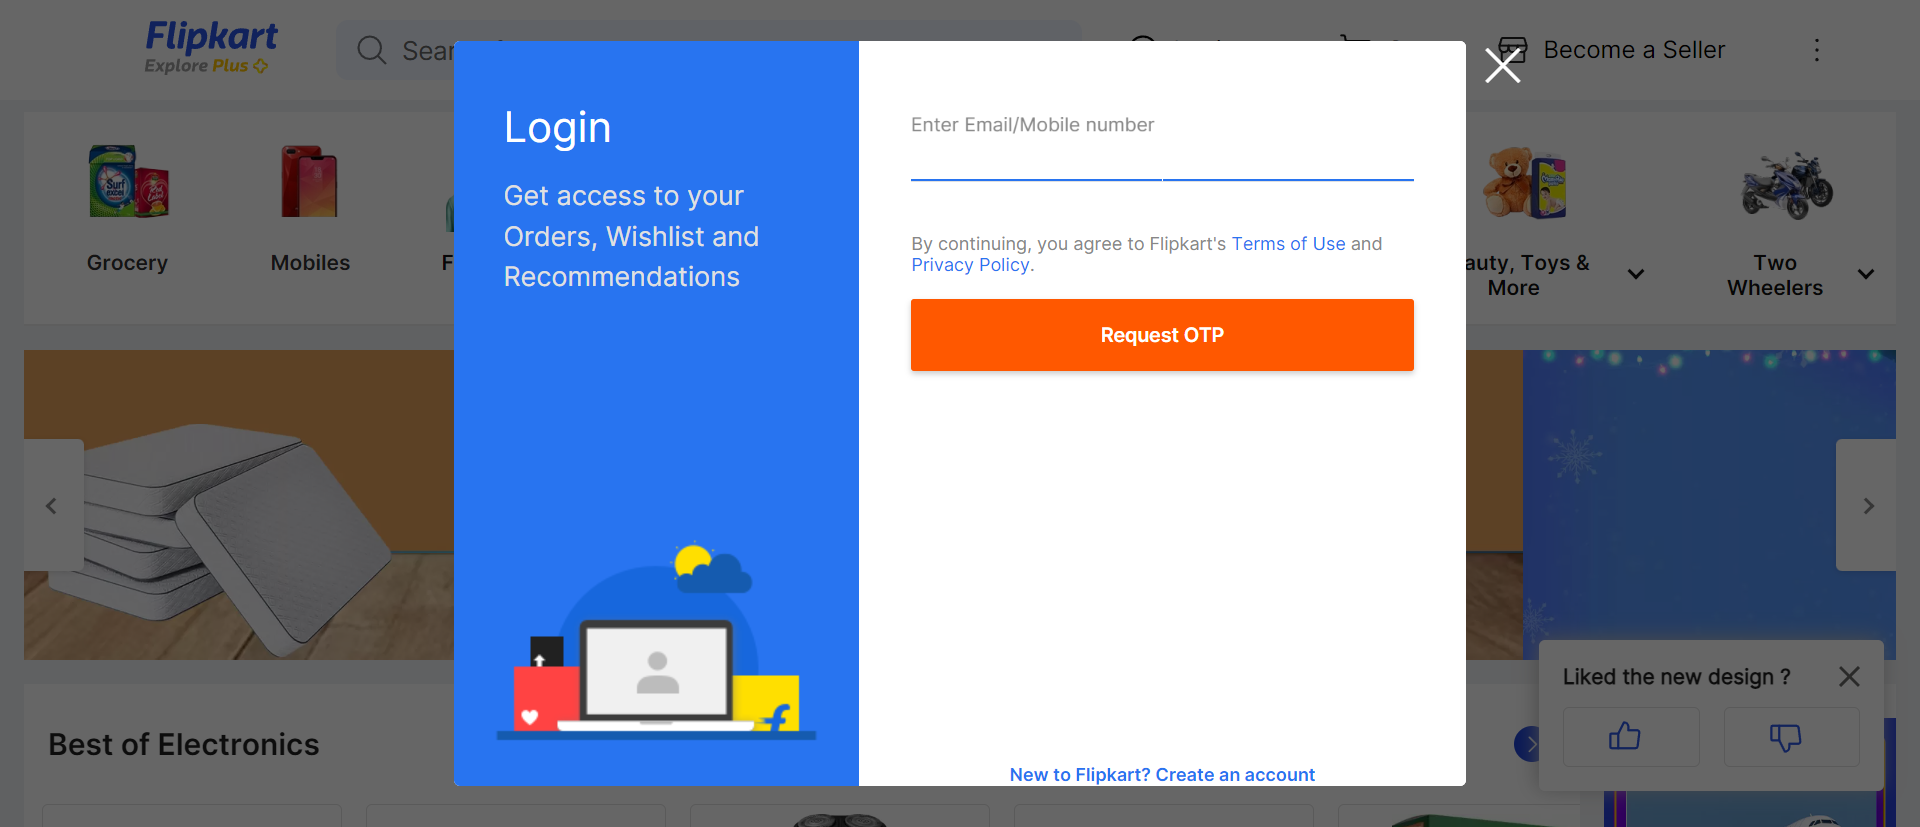 Flipkart
Explore Plus
Become a Seller
Login
Get access to your
Orders, Wishlist and
Recommendations
Enter Email/Mobile number
By continuing, you agree to Flipkart's Terms of Use and
Privacy Policy.
Request OTP
New to Flipkart? Create an account
Surf
excel
Grocery
Mobiles
auty, Toys &
More
Two
Wheelers
Liked the new design ?
Best of Electronics